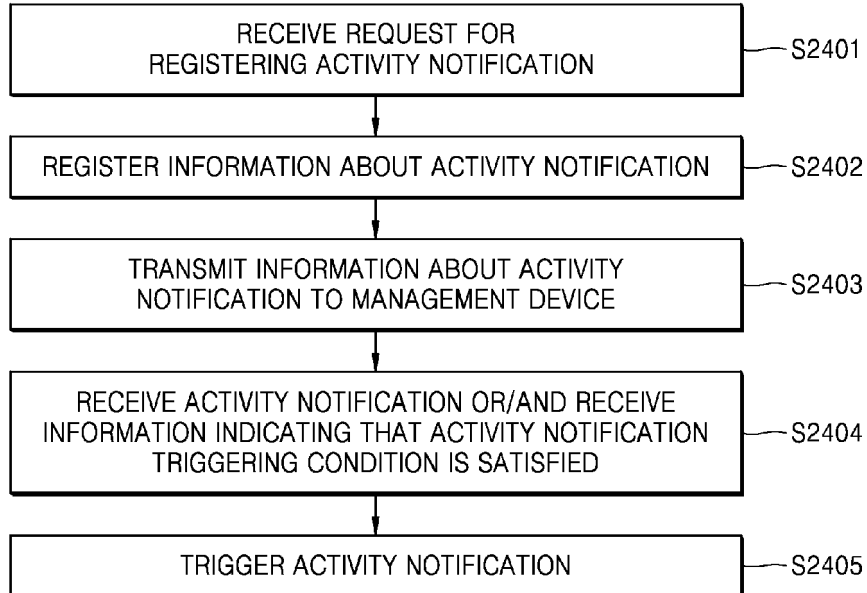 RECEIVE REQUEST FOR
REGISTERING ACTIVITY NOTIFICATION
S2401
REGISTER INFORMATION ABOUT ACTIVITY NOTIFICATION
S2402
TRANSMIT INFORMATION ABOUT ACTIVITY
NOTIFICATION TO MANAGEMENT DEVICE
S2403
RECEIVE ACTIVITY NOTIFICATION OR/AND RECEIVE
INFORMATION INDICATING THAT ACTIVITY NOTIFICATION
TRIGGERING CONDITION IS SATISFIED
S2404
TRIGGER ACTIVITY NOTIFICATION
S2405